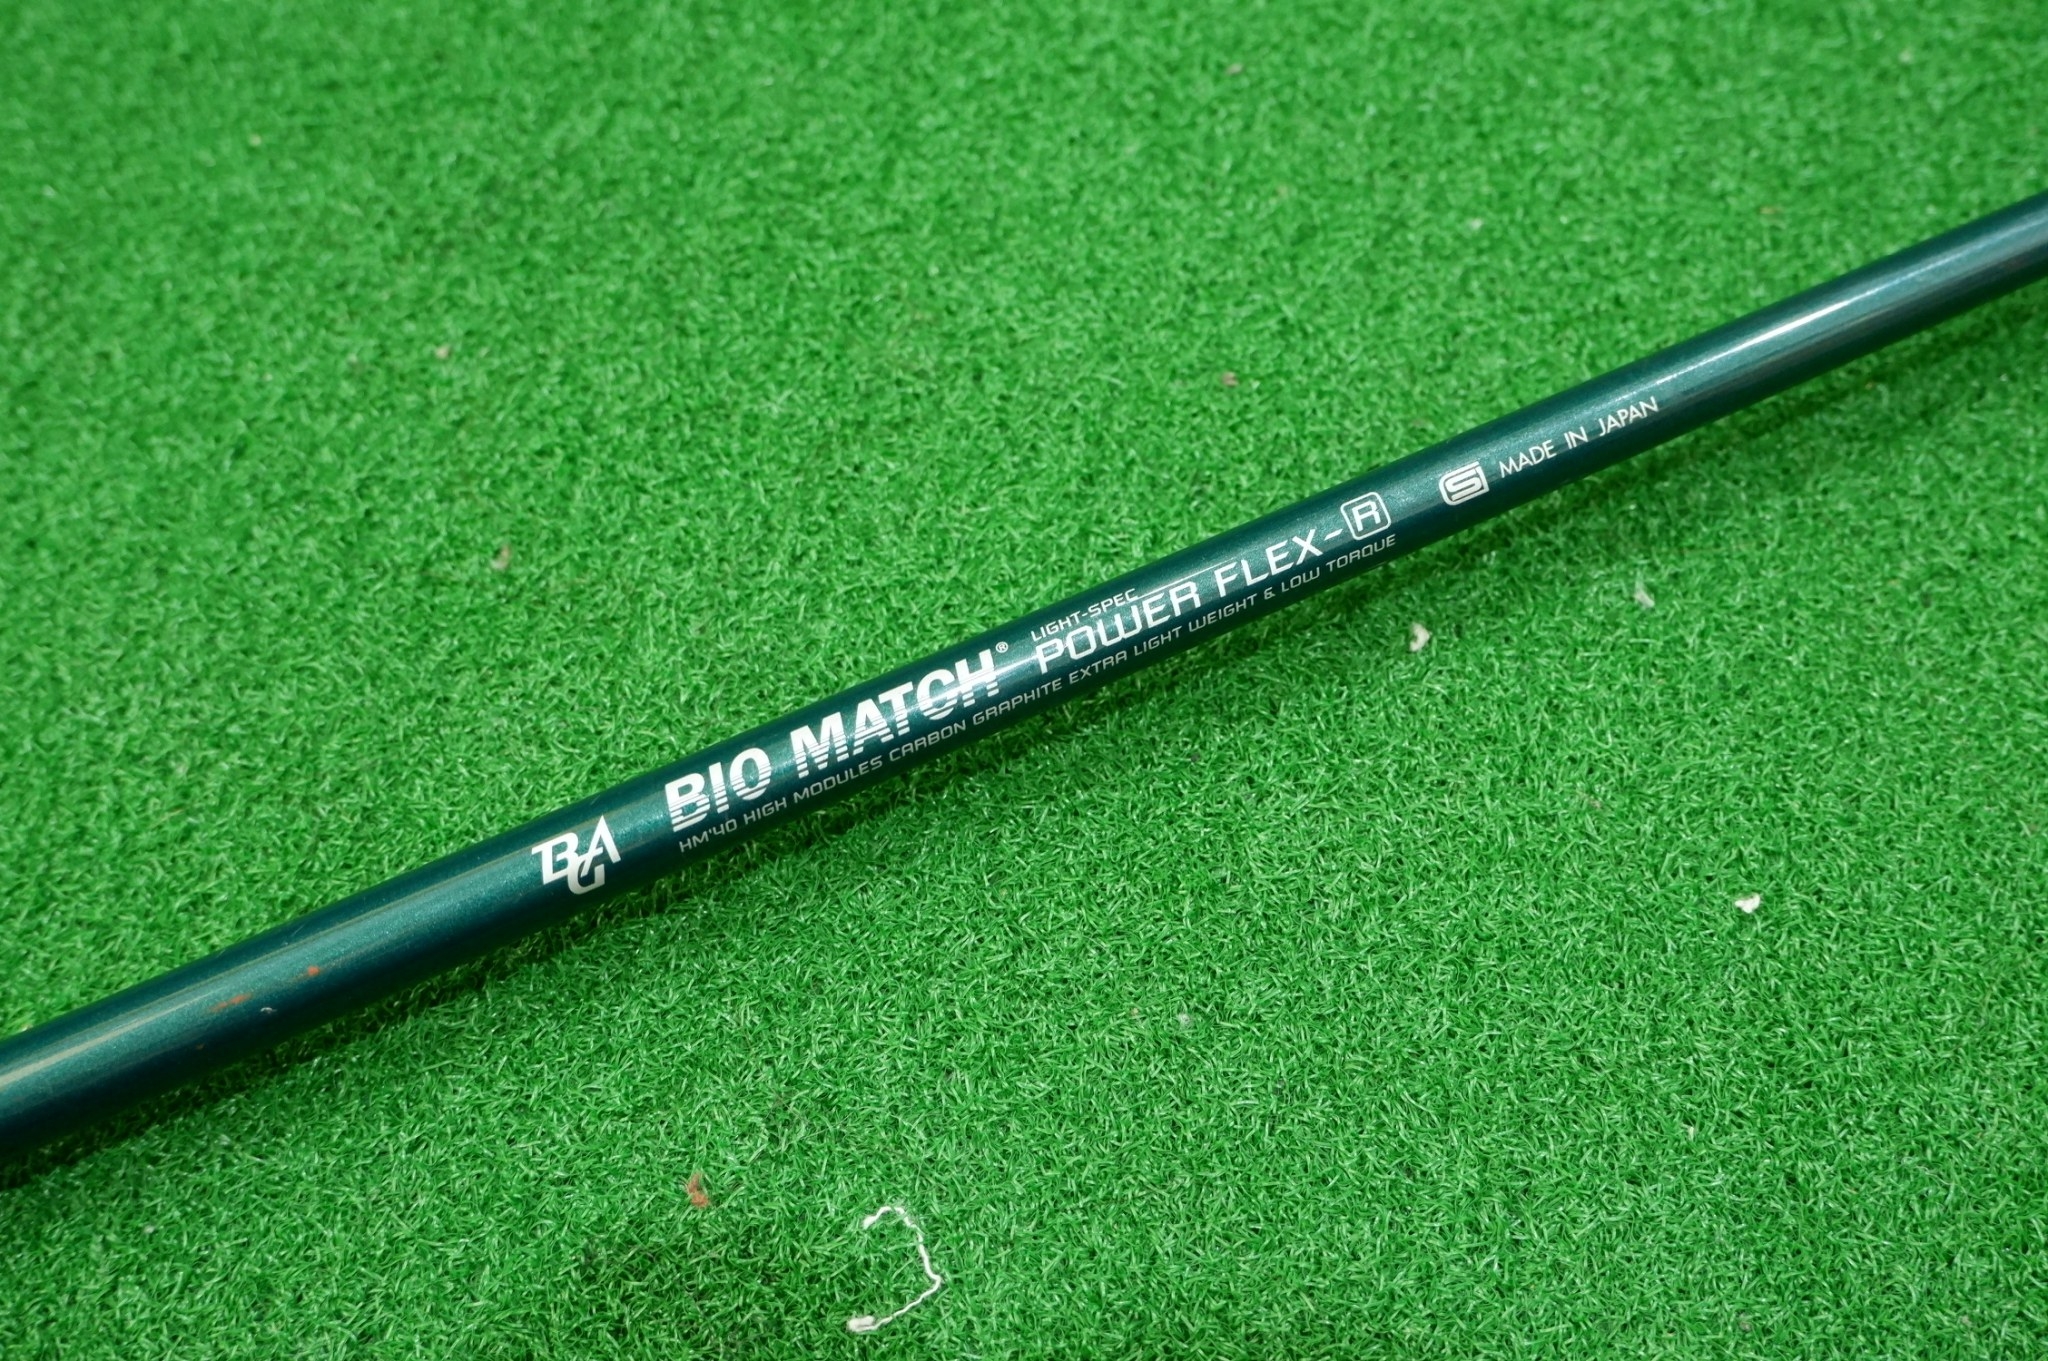 BGA
BIO MATCH®
LIGHT-SPEC
POWER FLEX-R
HM'40 HIGH MODULES CARBON GRAPHITE EXTRA LIGHT WEIGHT & LOW TORQUE
S MADE IN JAPAN